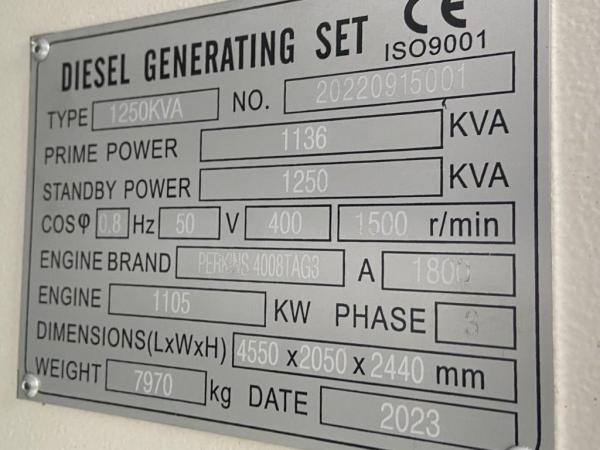 CE
DIESEL GENERATING SET ISO9001
TYPE 1250KVA NO. 20220915001
PRIME POWER 1136 KVA
STANDBY POWER 1250 KVA
COSφ 0.8 Hz 50 V 400 1500 r/min
ENGINE BRAND PERKINS 4008TAG3 A 1800
ENGINE 1105 KW PHASE 3
DIMENSIONS(LxWxH) 4550 x 2050 x 2440 mm
WEIGHT 7970 kg DATE 2023